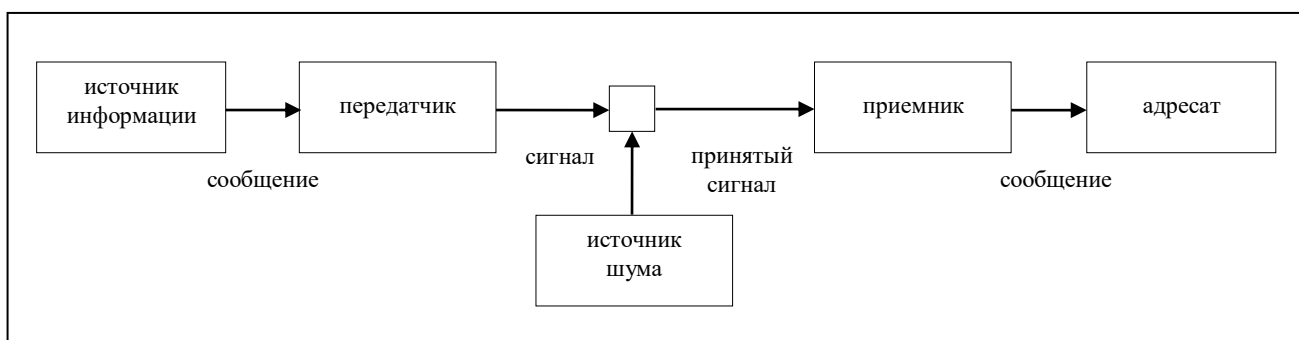 источник
информации
передатчик
приемник
адресат
сообщение
сигнал
принятый
сигнал
сообщение
источник
шума